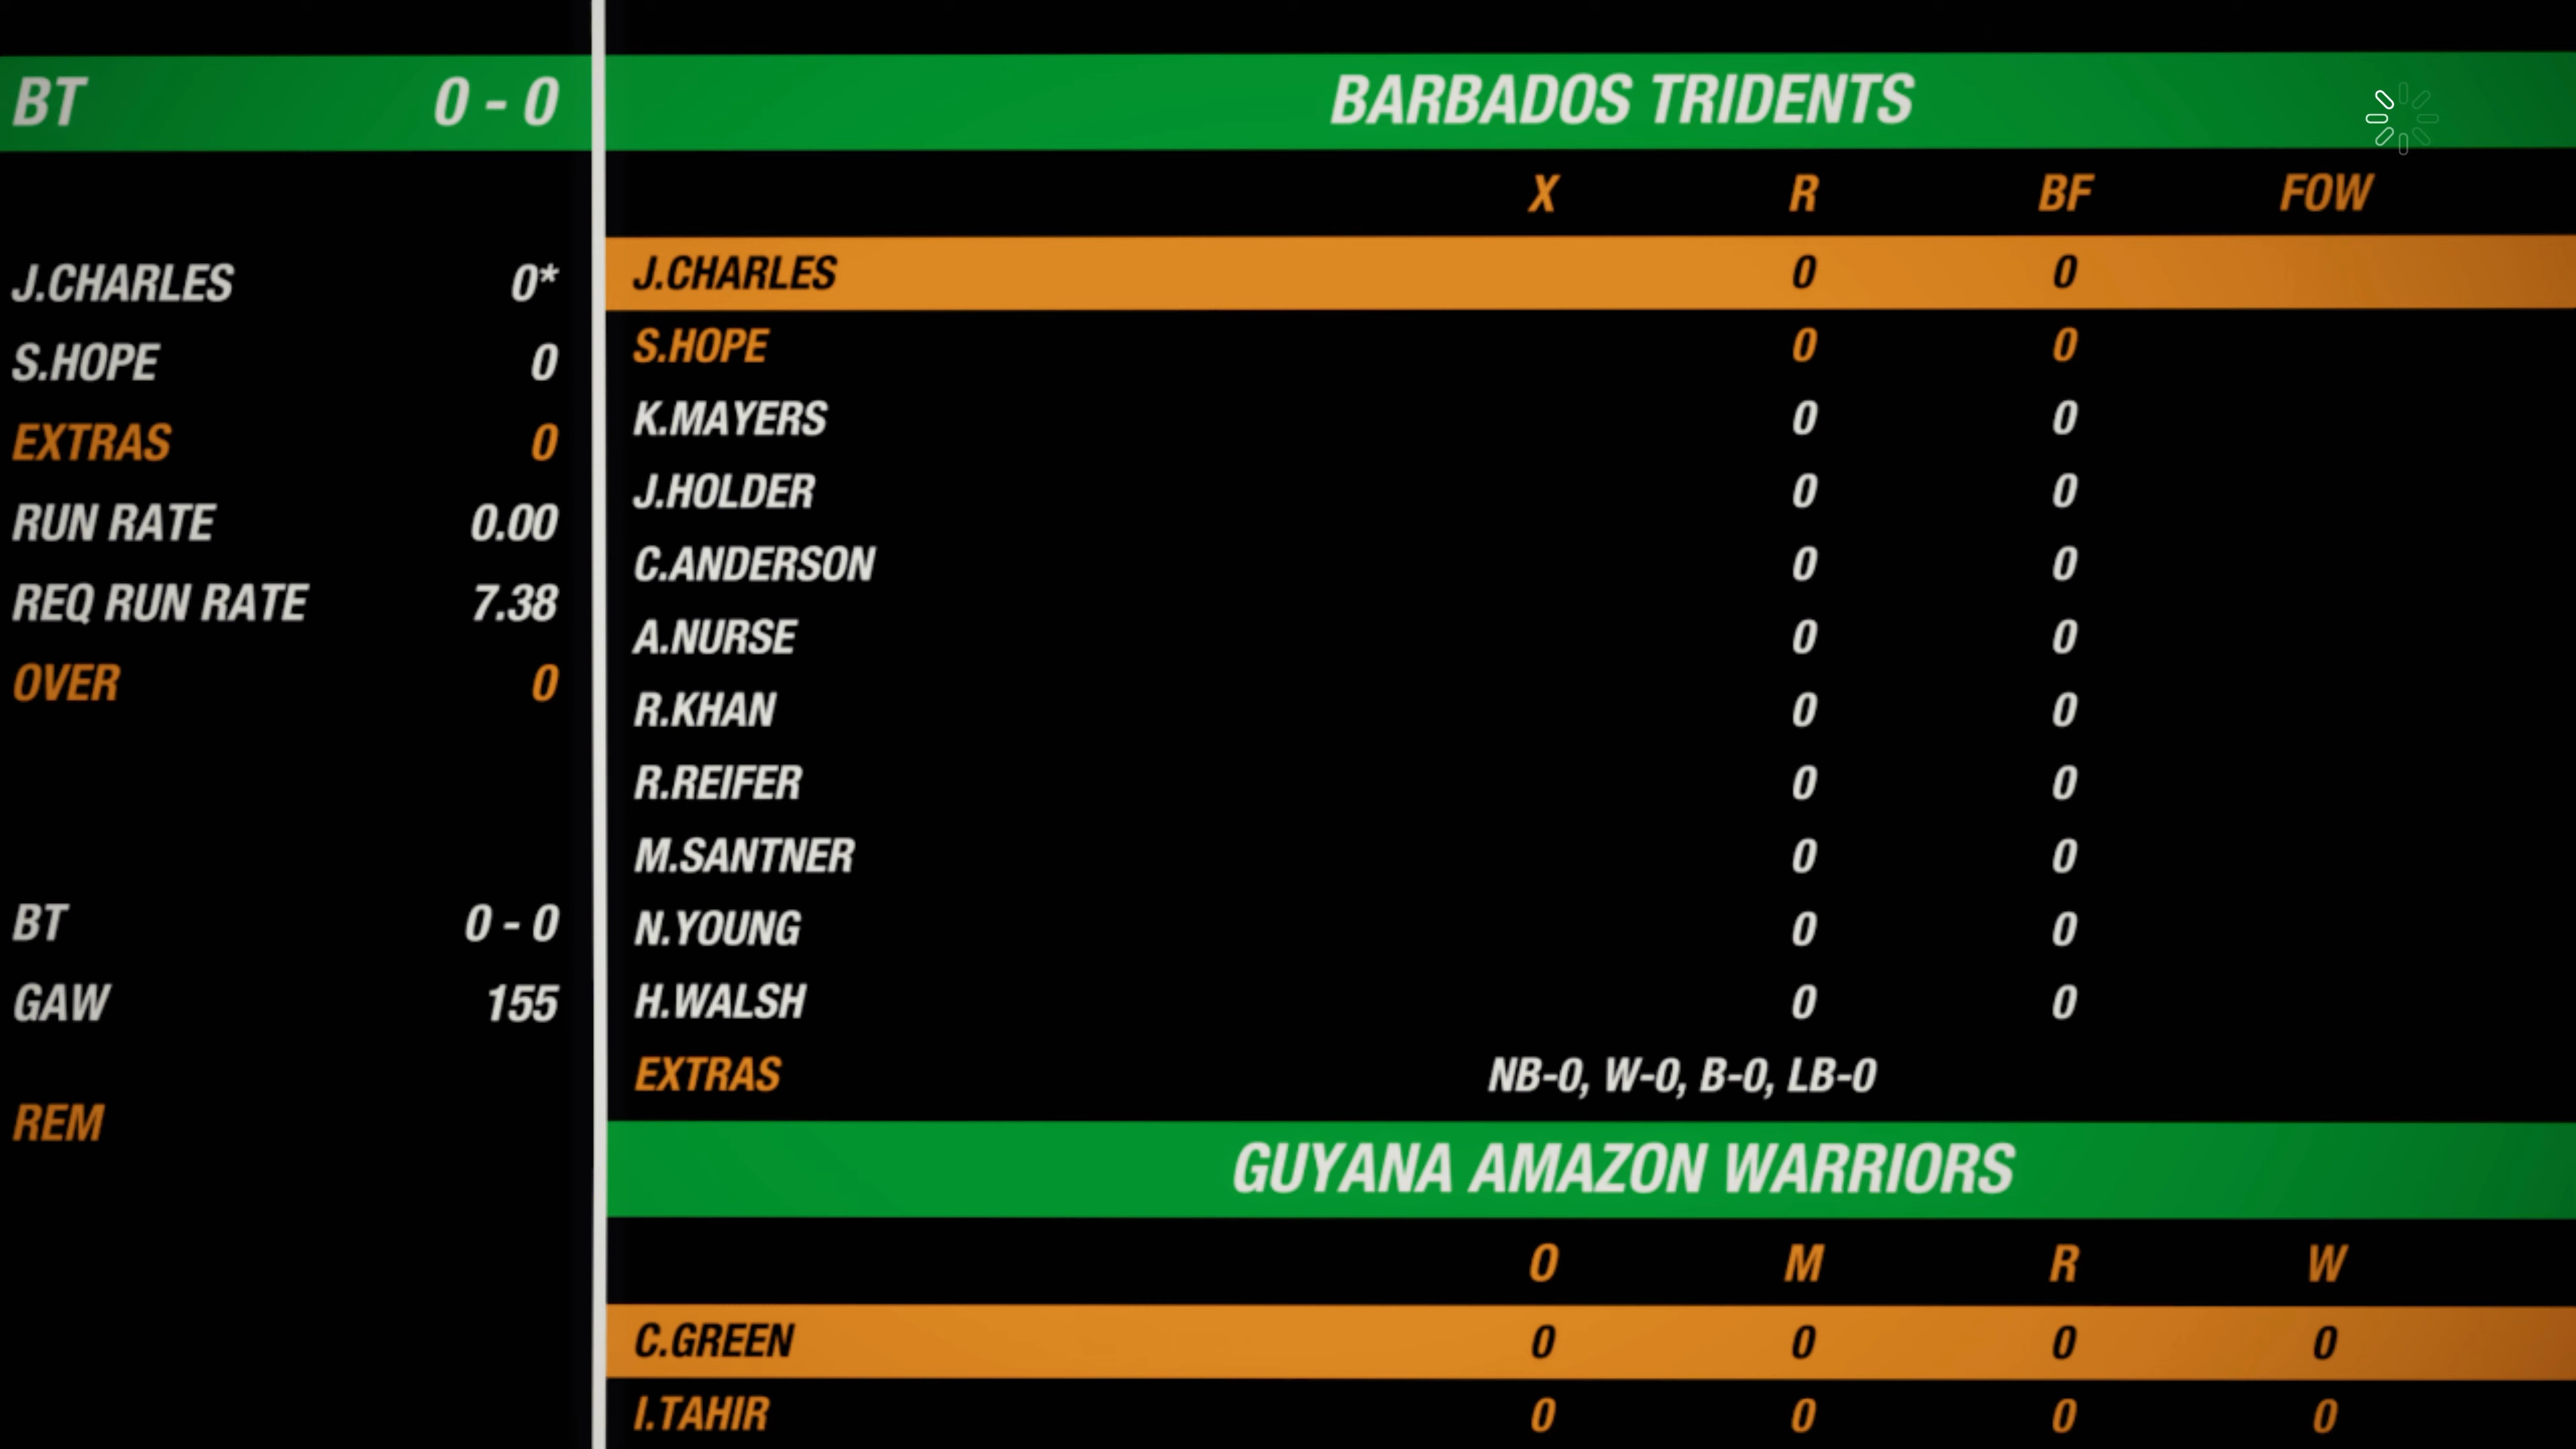 BT 0 - 0
J.CHARLES 0*
S.HOPE 0
EXTRAS 0
RUN RATE 0.00
REQ RUN RATE 7.38
OVER 0
BT 0 - 0
GAW 155
REM
BARBADOS TRIDENTS
X R BF FOW
J.CHARLES 0 0
S.HOPE 0 0
K.MAYERS 0 0
J.HOLDER 0 0
C.ANDERSON 0 0
A.NURSE 0 0
R.KHAN 0 0
R.REIFER 0 0
M.SANTNER 0 0
N.YOUNG 0 0
H.WALSH 0 0
EXTRAS NB-0, W-0, B-0, LB-0
GUYANA AMAZON WARRIORS
O M R W
C.GREEN 0 0 0 0
I.TAHIR 0 0 0 0